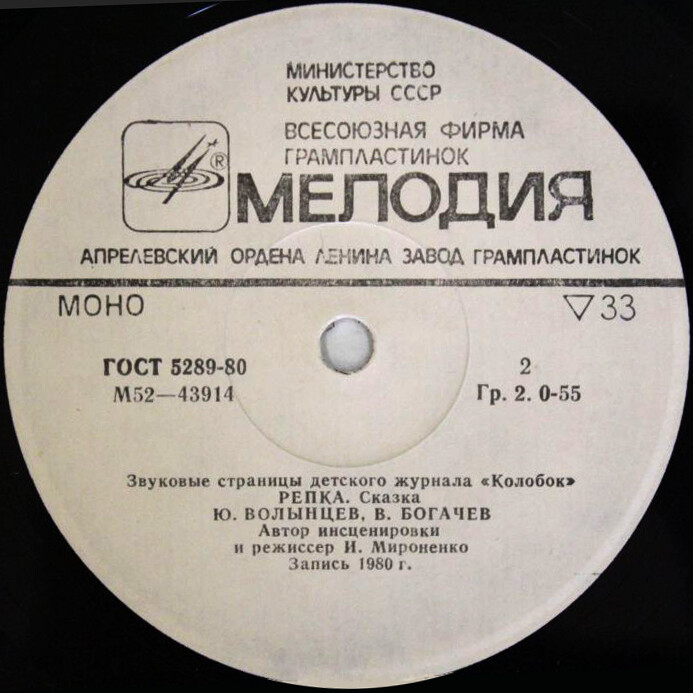 МИНИСТЕРСТВО
КУЛЬТУРЫ СССР
ВСЕСОЮЗНАЯ ФИРМА
ГРАМПЛАСТИНОК
®
МЕЛОДИЯ
АПРЕЛЕВСКИЙ ОРДЕНА ЛЕНИНА ЗАВОД ГРАМПЛАСТИНОК
МОНО ▽33
ГОСТ 5289-80 2
М52—43914 Гр. 2. 0-55
Звуковые страницы детского журнала «Колобок»
РЕПКА. Сказка
Ю. ВОЛЫНЦЕВ, В. БОГАЧЕВ
Автор инсценировки
и режиссер И. Мироненко
Запись 1980 г.